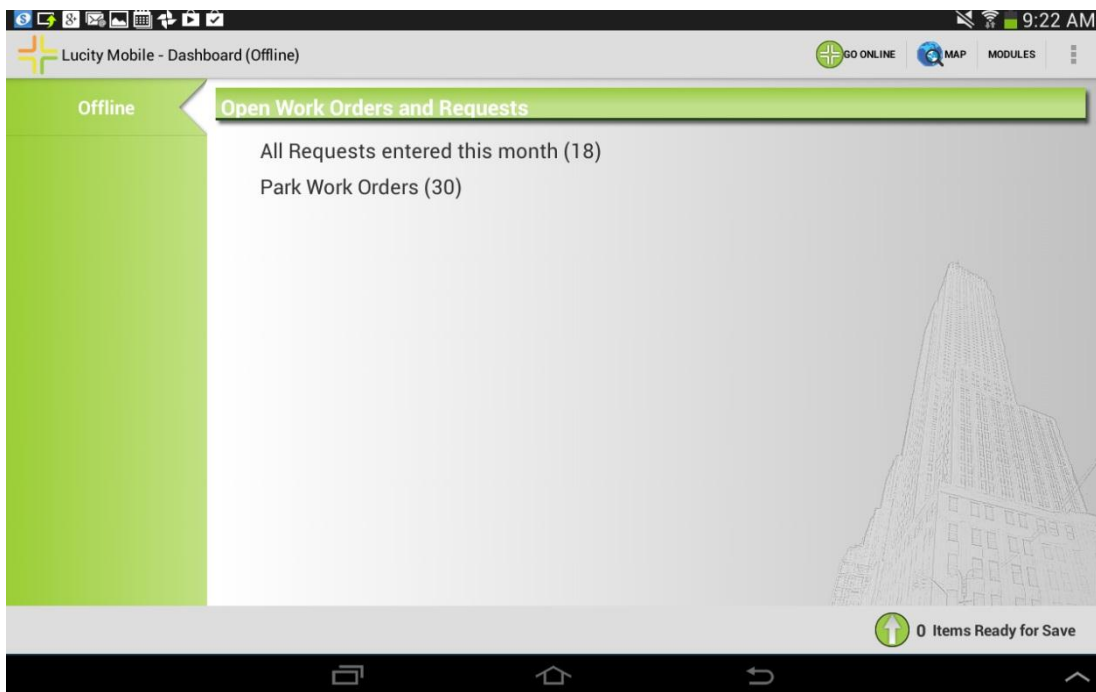 9:22 AM
Lucity Mobile - Dashboard (Offline)
GO ONLINE
MAP
MODULES
Offline
Open Work Orders and Requests
All Requests entered this month (18)
Park Work Orders (30)
0 Items Ready for Save